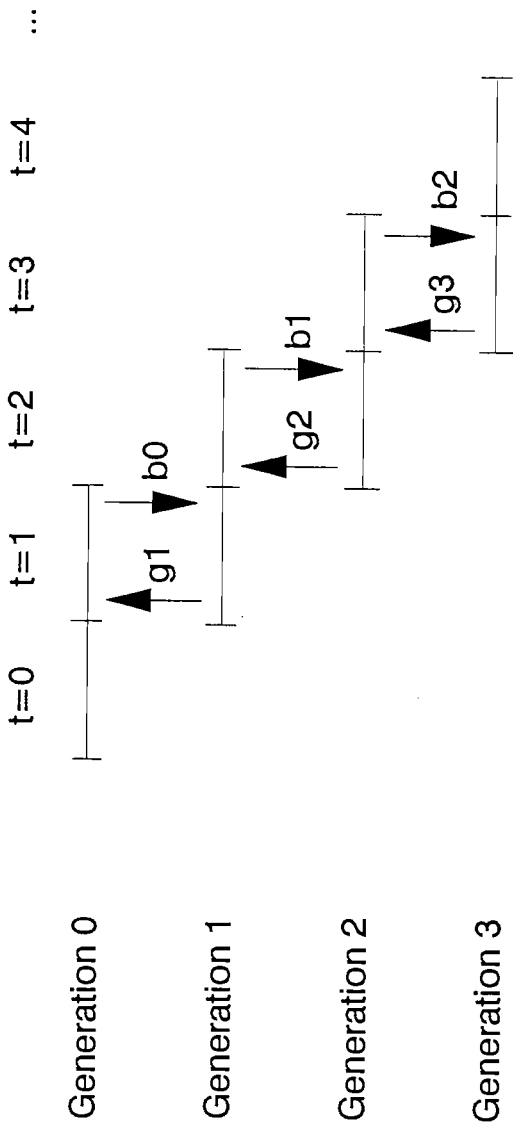 t=0 t=1 t=2 t=3 t=4 ...
Generation 0
g1 b0
Generation 1
g2 b1
Generation 2
g3 b2
Generation 3